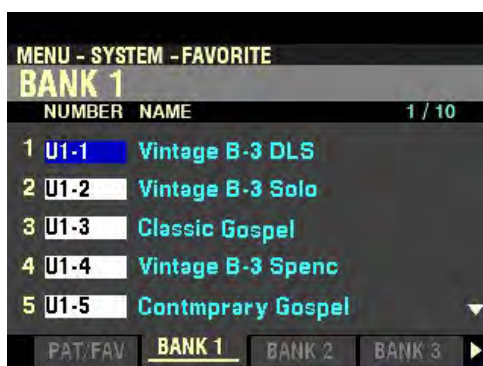 MENU - SYSTEM -FAVORITE
BANK 1
NUMBER NAME 1 / 10
1 U1-1 Vintage B-3 DLS
2 U1-2 Vintage B-3 Solo
3 U1-3 Classic Gospel
4 U1-4 Vintage B-3 Spenc
5 U1-5 Contmprary Gospel
PAT/FAV BANK 1 BANK 2 BANK 3